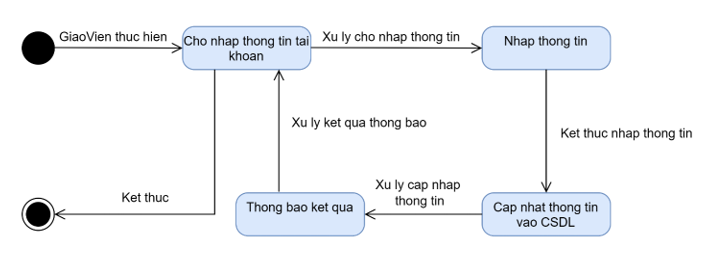 GiaoVien thuc hien
Cho nhap thong tin tai
khoan
Xu ly cho nhap thong tin
Nhap thong tin
Xu ly ket qua thong bao
Ket thuc nhap thong tin
Ket thuc
Xu ly cap nhap
thong tin
Thong bao ket qua
Cap nhat thong tin
vao CSDL